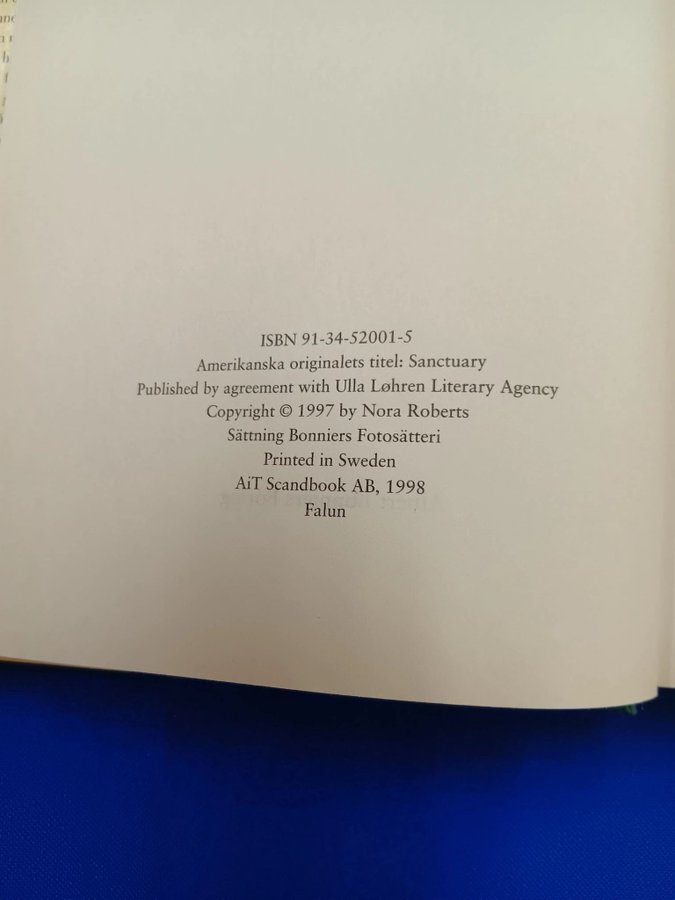 ISBN 91-34-52001-5
Amerikanska originalets titel: Sanctuary
Published by agreement with Ulla Løhren Literary Agency
Copyright © 1997 by Nora Roberts
Sättning Bonniers Fotosätteri
Printed in Sweden
AiT Scandbook AB, 1998
Falun